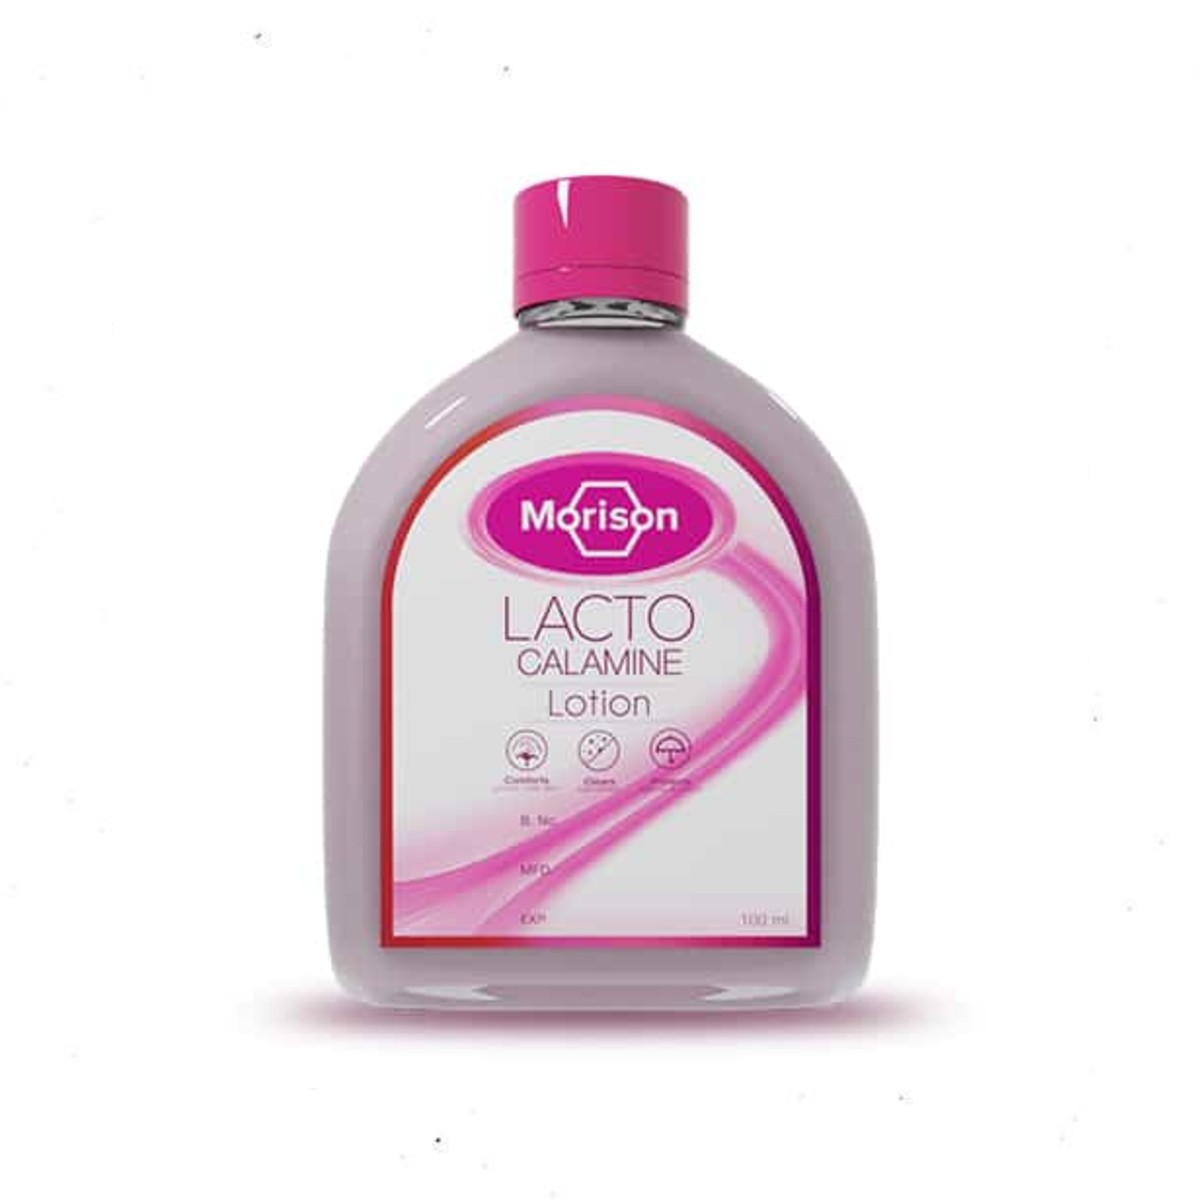 Morison
LACTO
CALAMINE
Lotion
Comforts Clears
B. No
MFD
EXP
100 ml